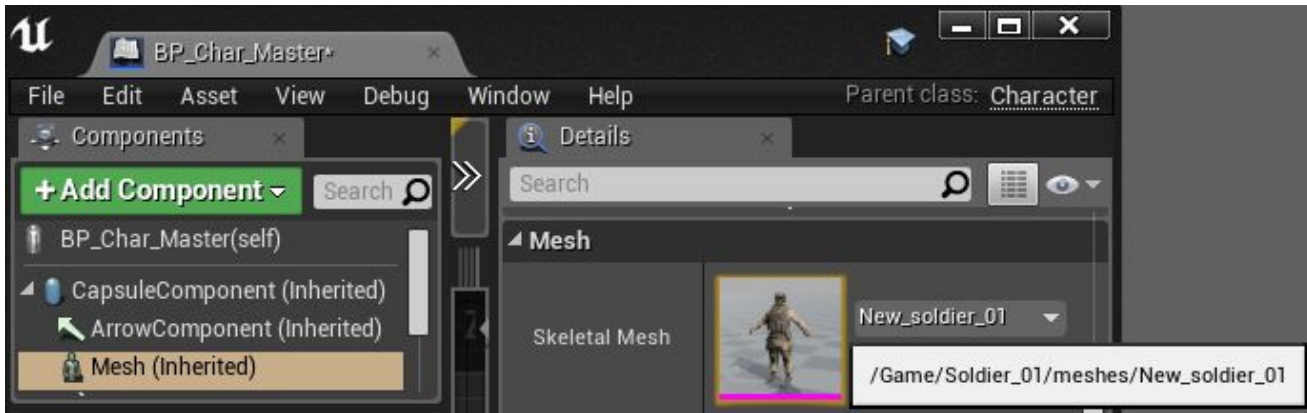 BP_Char_Master*
File Edit Asset View Debug Window Help Parent class: Character
Components
Details
+Add Component
Search
Search
BP_Char_Master(self)
Mesh
CapsuleComponent (Inherited)
ArrowComponent (Inherited)
Mesh (Inherited)
Skeletal Mesh
New_soldier_01
/Game/Soldier_01/meshes/New_soldier_01